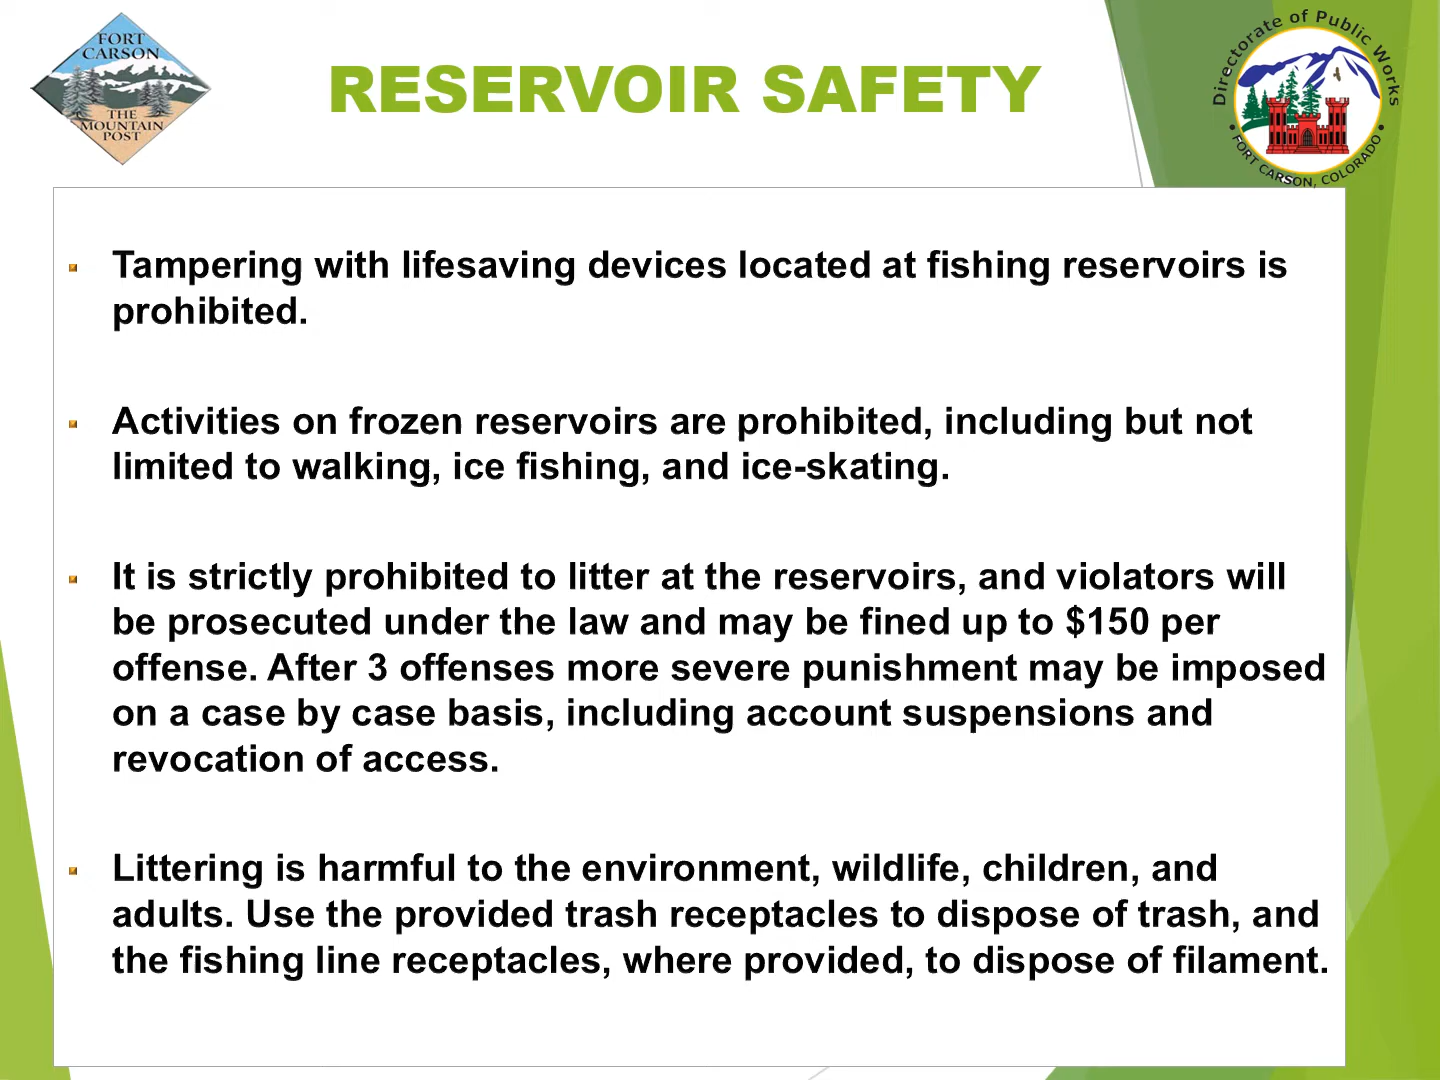 FORT
CARSON
THE
MOUNTAIN
POST
RESERVOIR SAFETY
Directorate of Public Works
• FORT CARSON, COLORADO •
Tampering with lifesaving devices located at fishing reservoirs is
prohibited.
Activities on frozen reservoirs are prohibited, including but not
limited to walking, ice fishing, and ice-skating.
It is strictly prohibited to litter at the reservoirs, and violators will
be prosecuted under the law and may be fined up to $150 per
offense. After 3 offenses more severe punishment may be imposed
on a case by case basis, including account suspensions and
revocation of access.
Littering is harmful to the environment, wildlife, children, and
adults. Use the provided trash receptacles to dispose of trash, and
the fishing line receptacles, where provided, to dispose of filament.